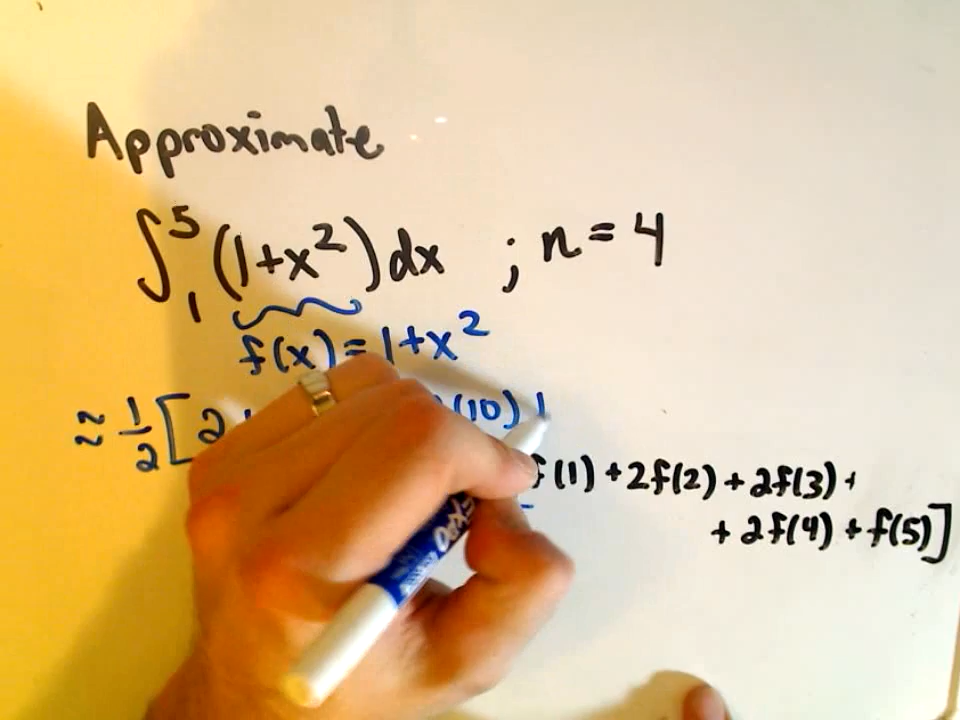 Approximate
∫₁⁵ (1+x²) dx ; n = 4
f(x) = 1+x²
≈ 1/2 [ 2 (10)
f(1) + 2f(2) + 2f(3) +
+ 2f(4) + f(5) ]
EXPO